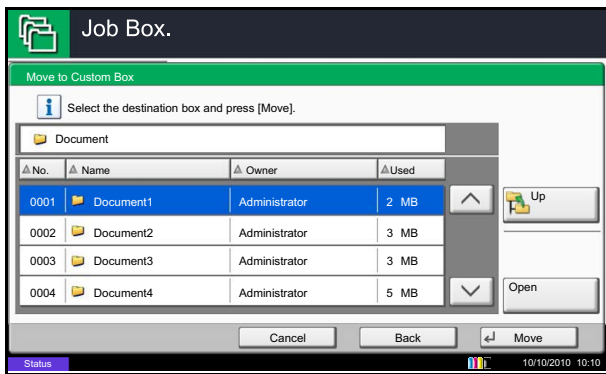 Job Box.
Move to Custom Box
i Select the destination box and press [Move].
Document
No. Name Owner Used
0001 Document1 Administrator 2 MB
Up
0002 Document2 Administrator 3 MB
0003 Document3 Administrator 3 MB
0004 Document4 Administrator 5 MB
Open
Cancel Back Move
Status 10/10/2010 10:10